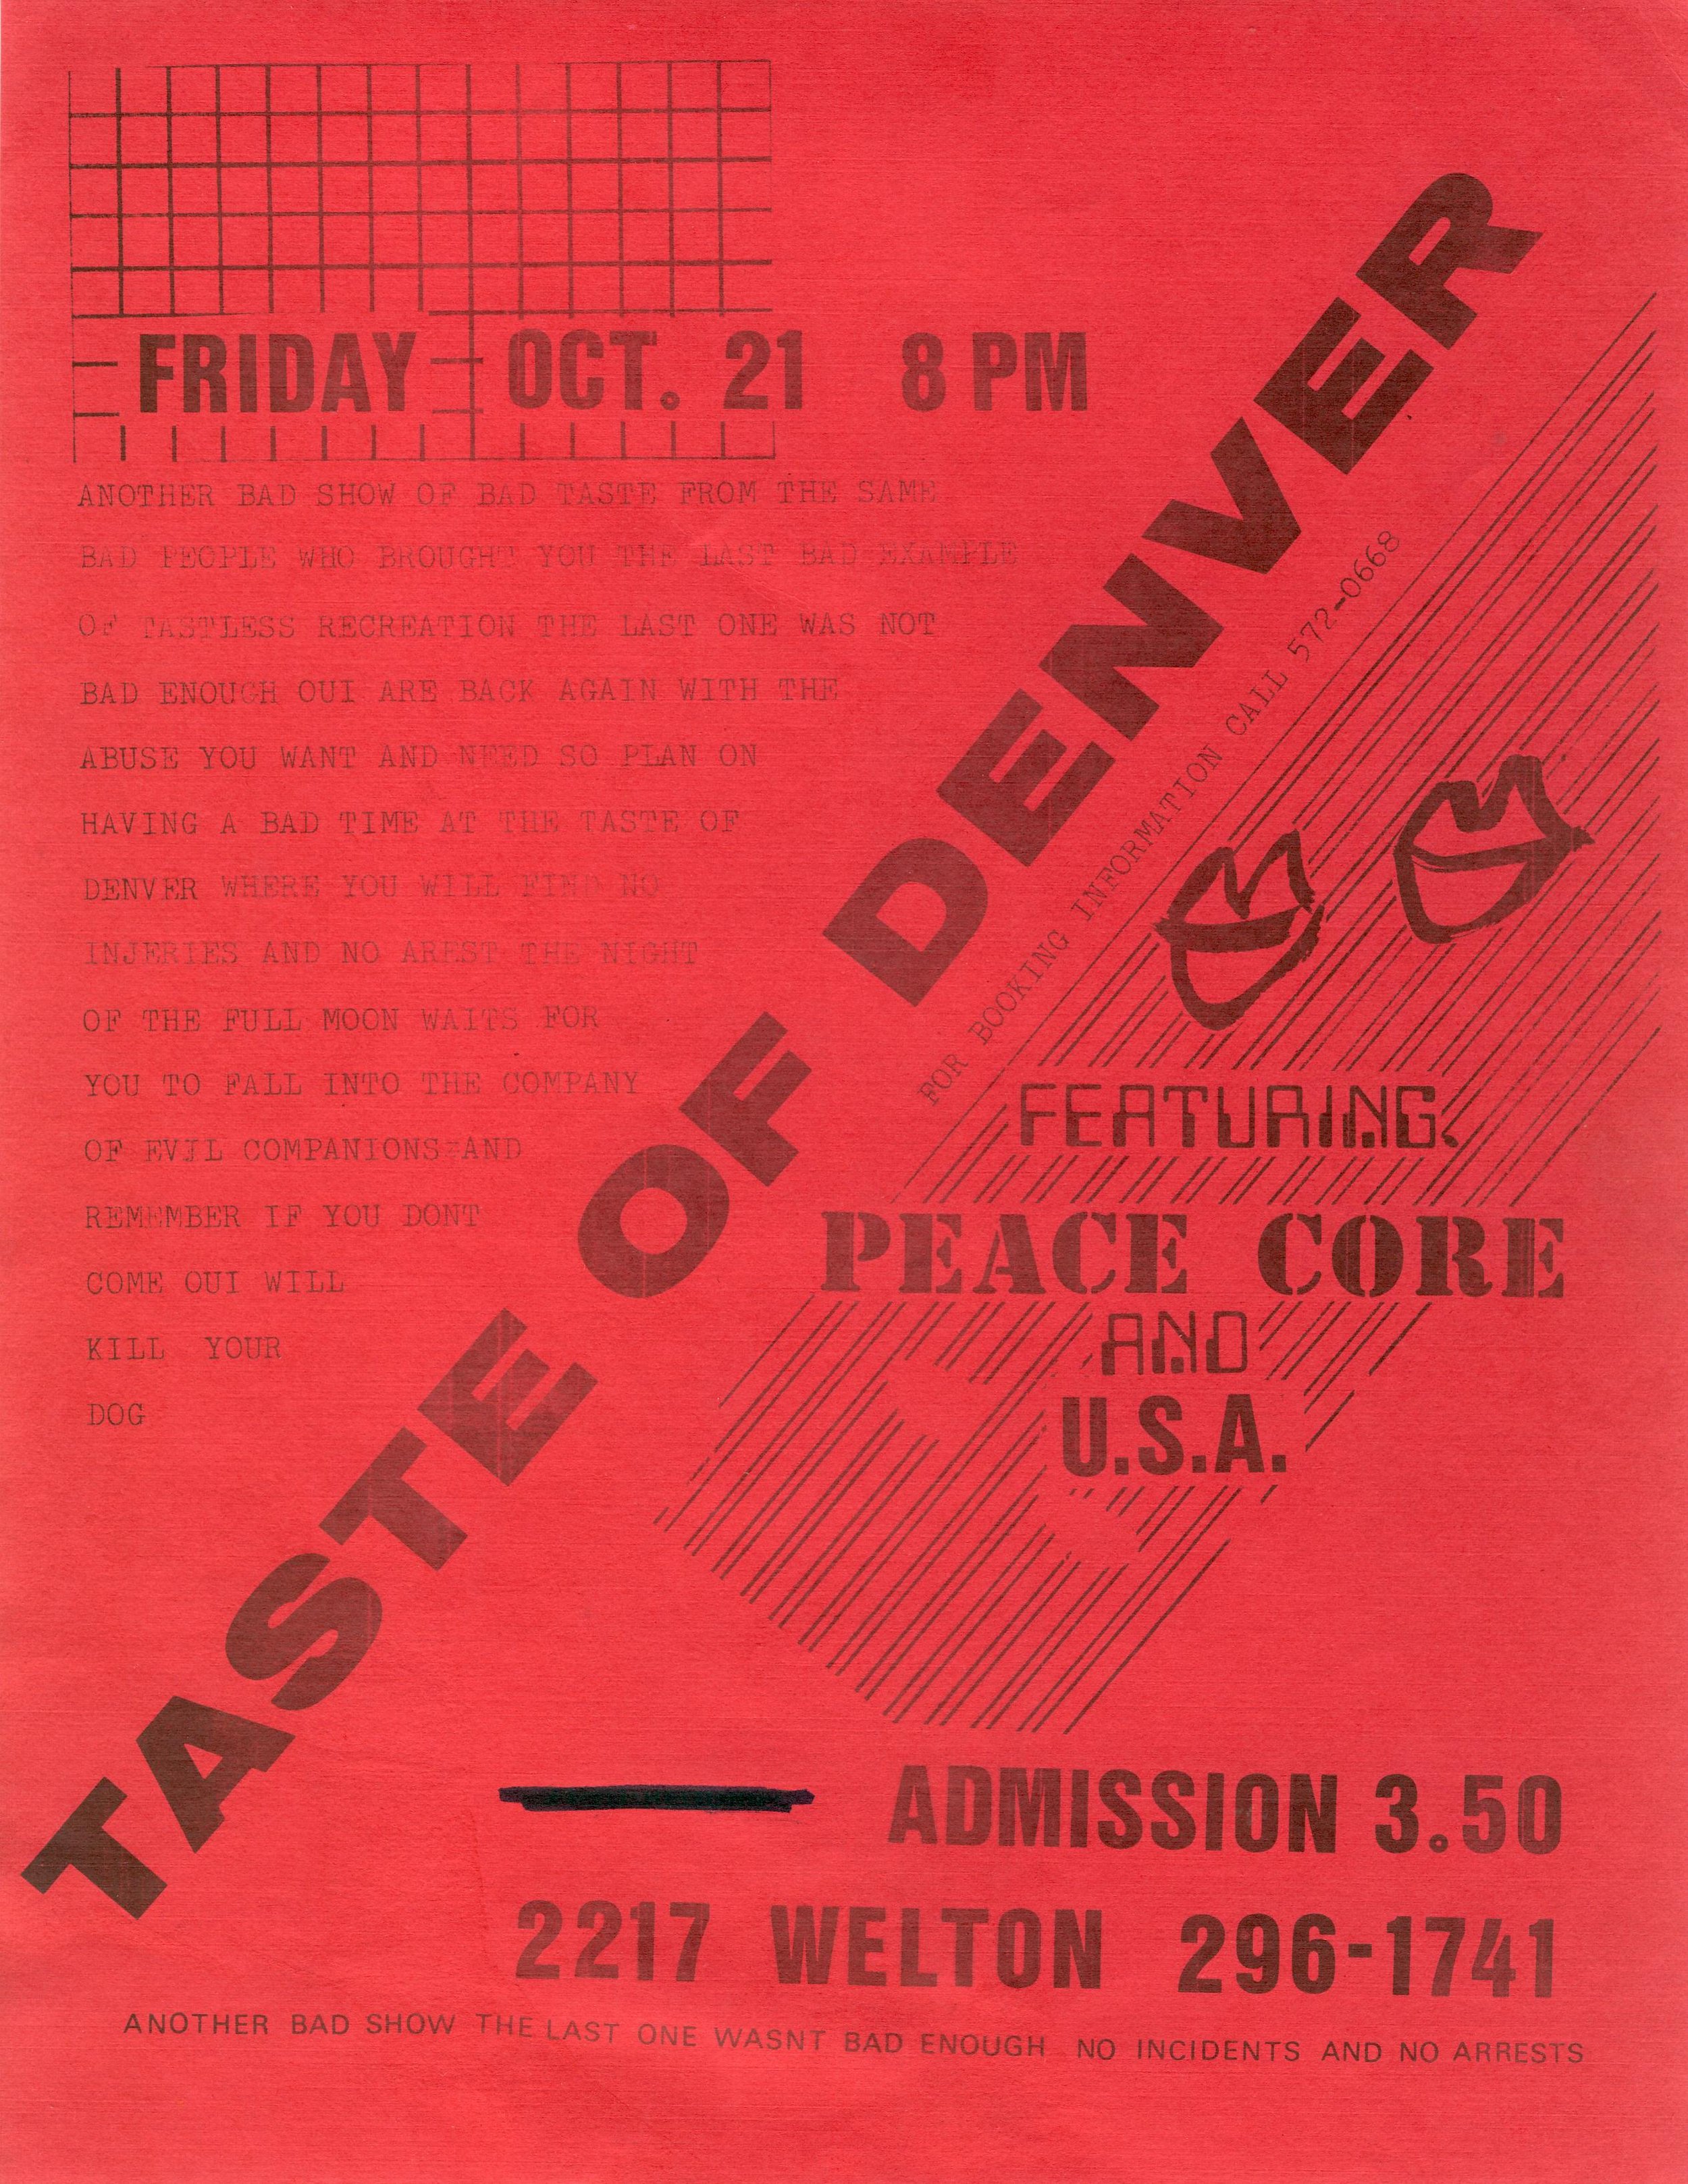 FRIDAY OCT. 21 8 PM
ANOTHER BAD SHOW OF BAD TASTE FROM THE SAME
BAD PEOPLE WHO BROUGHT YOU THE LAST BAD EXAMPLE
OF TASTLESS RECREATION THE LAST ONE WAS NOT
BAD ENOUGH OUI ARE BACK AGAIN WITH THE
ABUSE YOU WANT AND NEED SO PLAN ON
HAVING A BAD TIME AT THE TASTE OF
DENVER WHERE YOU WILL FIND NO
INJERIES AND NO AREST THE NIGHT
OF THE FULL MOON WAITS FOR
YOU TO FALL INTO THE COMPANY
OF EVIL COMPANIONS AND
REMEMBER IF YOU DONT
COME OUI WILL
KILL YOUR
DOG
TASTE OF DENVER
FOR BOOKING INFORMATION CALL 572-0668
FEATURING
PEACE CORE
AND
U.S.A.
ADMISSION 3.50
2217 WELTON 296-1741
ANOTHER BAD SHOW THE LAST ONE WASNT BAD ENOUGH NO INCIDENTS AND NO ARRESTS